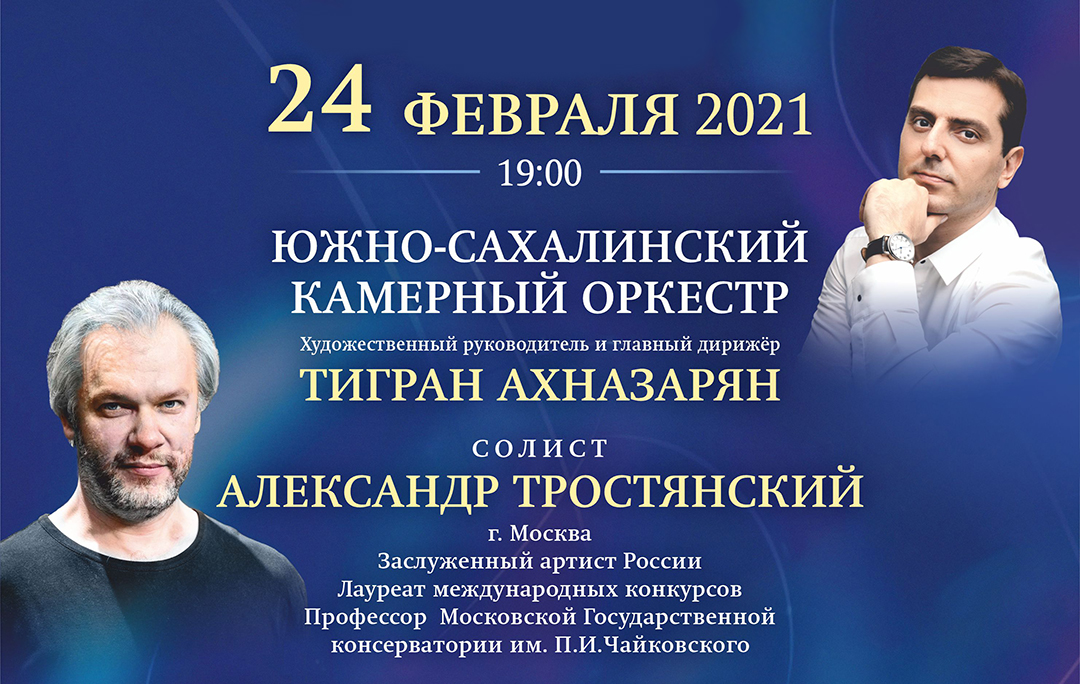 24 ФЕВРАЛЯ 2021
19:00
ЮЖНО-САХАЛИНСКИЙ
КАМЕРНЫЙ ОРКЕСТР
Художественный руководитель и главный дирижёр
ТИГРАН АХНАЗАРЯН
СОЛИСТ
АЛЕКСАНДР ТРОСТЯНСКИЙ
г. Москва
Заслуженный артист России
Лауреат международных конкурсов
Профессор Московской Государственной
консерватории им. П.И.Чайковского